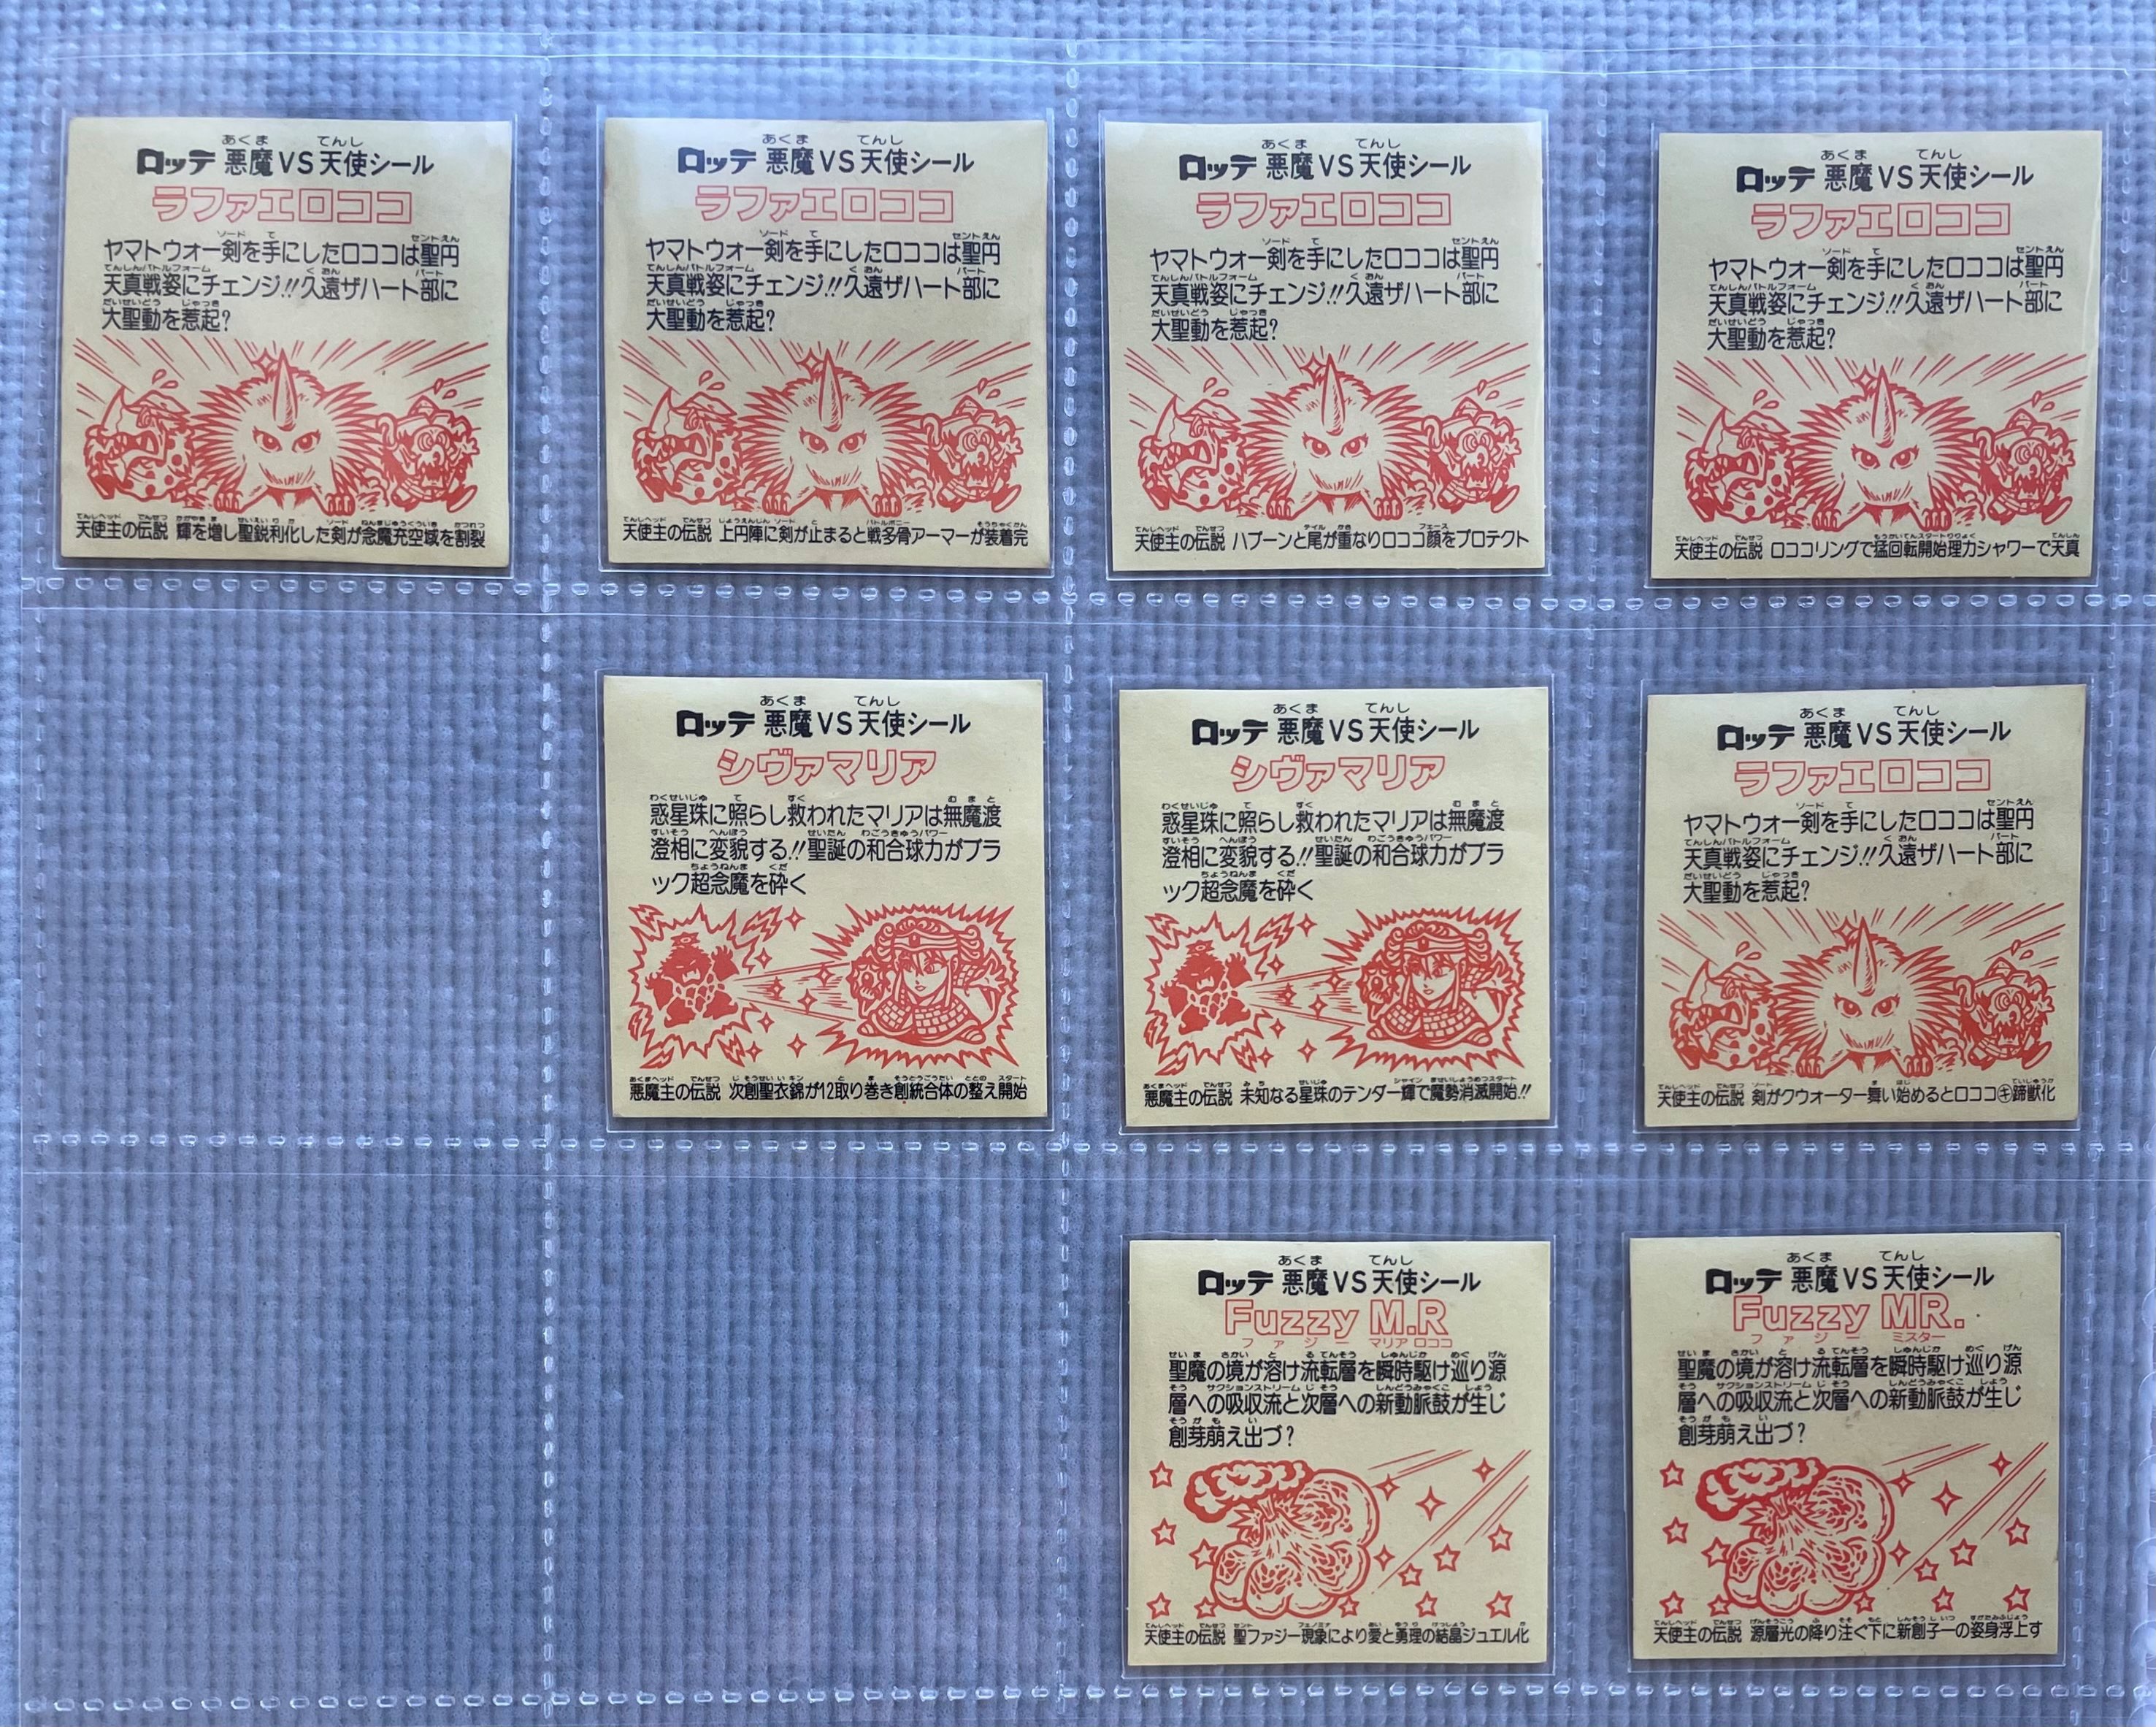 ロッテ 悪魔VS天使シール
ラファエロココ
ヤマトウォー剣を手にしたロココは聖円
天真戦姿にチェンジ!!久遠ザハート部に
大聖動を惹起?
天使主の伝説 輝を増し聖鋭利化した剣が念魔充空域を割裂
ロッテ 悪魔VS天使シール
ラファエロココ
ヤマトウォー剣を手にしたロココは聖円
天真戦姿にチェンジ!!久遠ザハート部に
大聖動を惹起?
天使主の伝説 上円陣に剣が止まると戦多骨アーマーが装着完
ロッテ 悪魔VS天使シール
ラファエロココ
ヤマトウォー剣を手にしたロココは聖円
天真戦姿にチェンジ!!久遠ザハート部に
大聖動を惹起?
天使主の伝説 ハプーンと尾が重なりロココ顔をプロテクト
ロッテ 悪魔VS天使シール
ラファエロココ
ヤマトウォー剣を手にしたロココは聖円
天真戦姿にチェンジ!!久遠ザハート部に
大聖動を惹起?
天使主の伝説 ロココリングで猛回転開始理力シャワーで天真
ロッテ 悪魔VS天使シール
シヴァマリア
惑星珠に照らし救われたマリアは無魔渡
澄相に変貌する!!聖誕の和合球力がブラ
ック超念魔を砕く
悪魔主の伝説 次創聖衣錦が12取り巻き創統合体の整え開始
ロッテ 悪魔VS天使シール
シヴァマリア
惑星珠に照らし救われたマリアは無魔渡
澄相に変貌する!!聖誕の和合球力がブラ
ック超念魔を砕く
悪魔主の伝説 未知なる星珠のテンダー輝で魔勢消滅開始!!
ロッテ 悪魔VS天使シール
ラファエロココ
ヤマトウォー剣を手にしたロココは聖円
天真戦姿にチェンジ!!久遠ザハート部に
大聖動を惹起?
天使主の伝説 剣がクウォーター舞い始めるとロココ㋖蹄獣化
ロッテ 悪魔VS天使シール
Fuzzy M.R
ファジー マリア ロココ
聖魔の境が溶け流転層を瞬時駆け巡り源
層への吸収流と次層への新動脈鼓が生じ
創芽萌え出づ?
天使主の伝説 聖ファジー現象により愛と勇理の結晶ジュエル化
ロッテ 悪魔VS天使シール
Fuzzy MR.
ファジー ミスター
聖魔の境が溶け流転層を瞬時駆け巡り源
層への吸収流と次層への新動脈鼓が生じ
創芽萌え出づ?
天使主の伝説 源層光の降り注ぐ下に新創子一の姿身浮上す